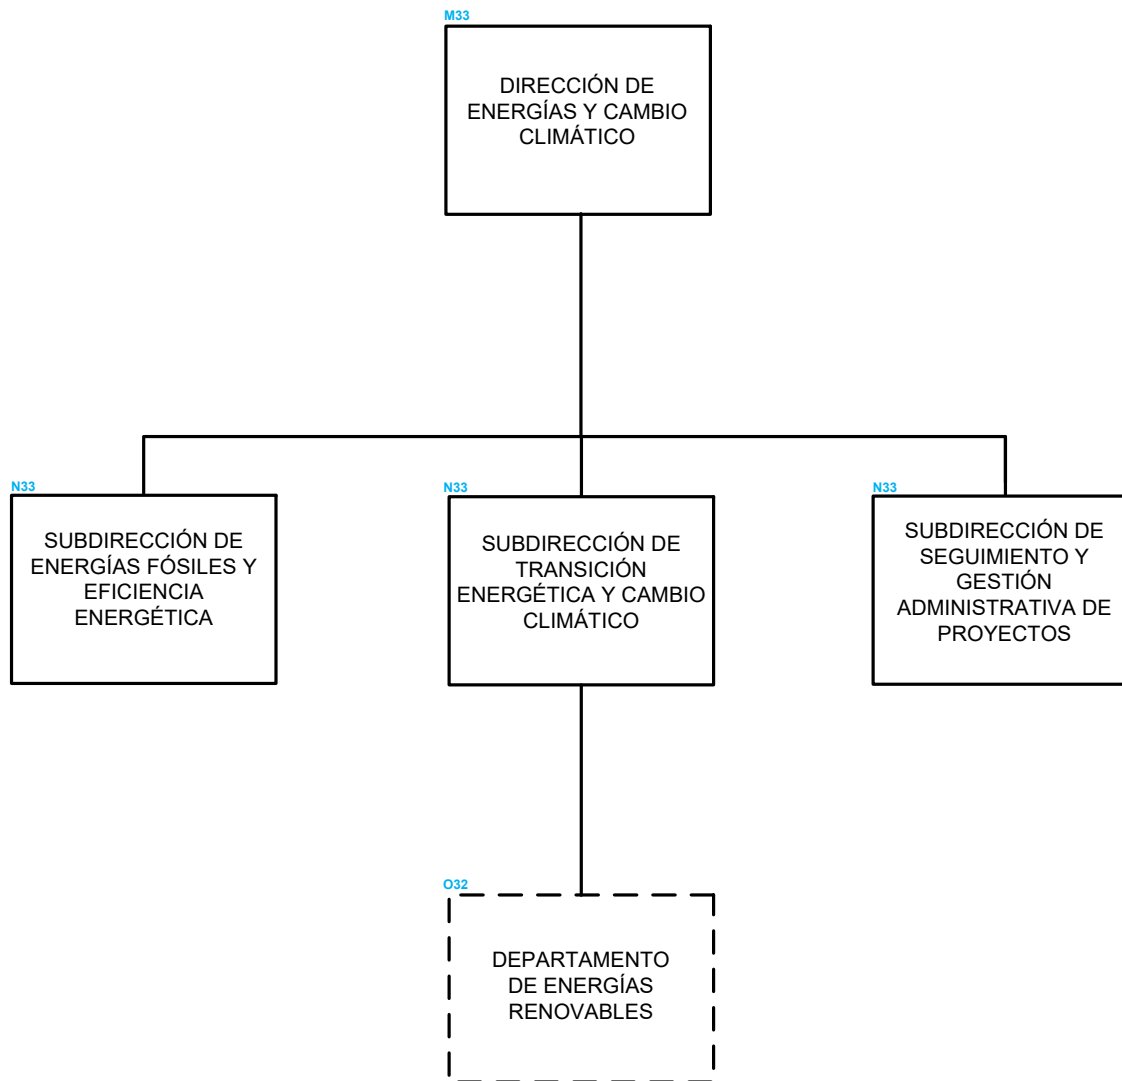 M33
DIRECCIÓN DE
ENERGÍAS Y CAMBIO
CLIMÁTICO
N33
SUBDIRECCIÓN DE
ENERGÍAS FÓSILES Y
EFICIENCIA
ENERGÉTICA
N33
SUBDIRECCIÓN DE
TRANSICIÓN
ENERGÉTICA Y CAMBIO
CLIMÁTICO
N33
SUBDIRECCIÓN DE
SEGUIMIENTO Y
GESTIÓN
ADMINISTRATIVA DE
PROYECTOS
O32
DEPARTAMENTO
DE ENERGÍAS
RENOVABLES